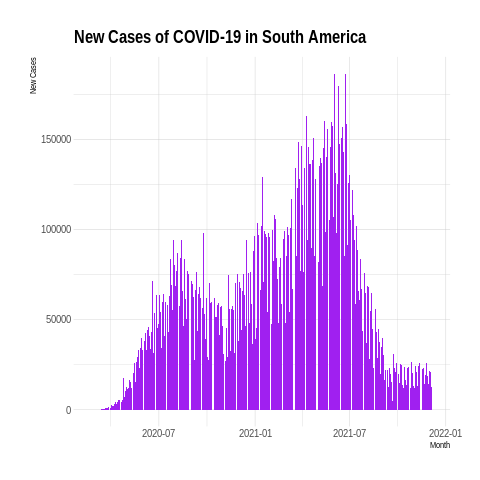 New Cases of COVID-19 in South America
New Cases
150000
100000
50000
0
2020-07 2021-01 2021-07 2022-01
Month